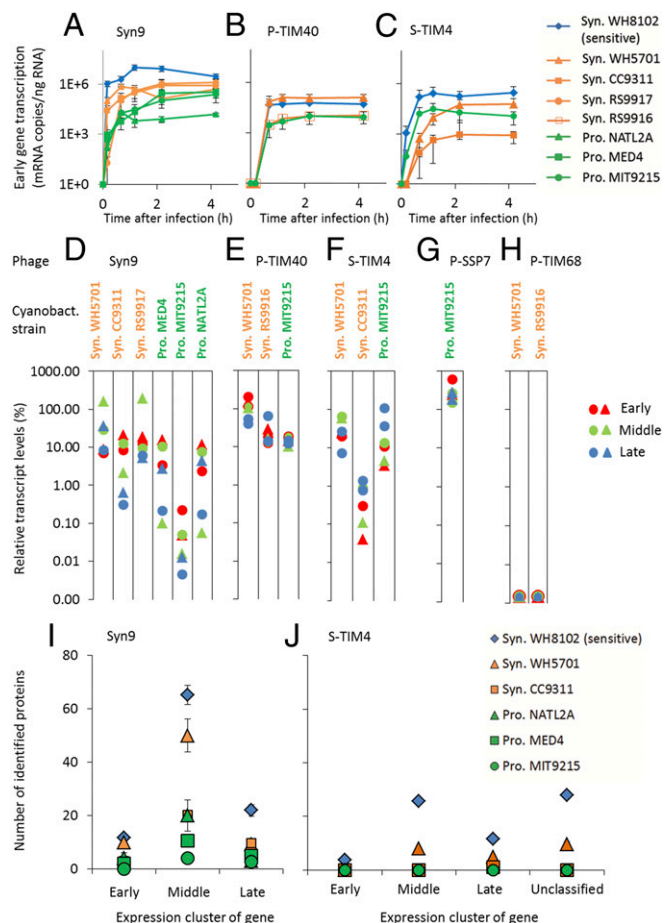 A Syn9
B P-TIM40
C S-TIM4
Early gene transcription
(mRNA copies/ng RNA)
1E+6
1E+3
1E+0
0 2 4
0 2 4
0 2 4
Time after infection (h)
Time after infection (h)
Time after infection (h)
Syn. WH8102
(sensitive)
Syn. WH5701
Syn. CC9311
Syn. RS9917
Syn. RS9916
Pro. NATL2A
Pro. MED4
Pro. MIT9215
D E F G H
Phage Syn9 P-TIM40 S-TIM4 P-SSP7 P-TIM68
Cyanobact.
strain
Syn. WH5701
Syn. CC9311
Syn. RS9917
Pro. MED4
Pro. MIT9215
Pro. NATL2A
Syn. WH5701
Syn. RS9916
Pro. MIT9215
Syn. WH5701
Syn. CC9311
Pro. MIT9215
Pro. MIT9215
Syn. WH5701
Syn. RS9916
Relative transcript levels (%)
1000.00
100.00
10.00
1.00
0.10
0.01
0.00
Early
Middle
Late
I Syn9
J S-TIM4
Number of identified proteins
80
60
40
20
0
Early Middle Late
Expression cluster of gene
Early Middle Late Unclassified
Expression cluster of gene
Syn. WH8102 (sensitive)
Syn. WH5701
Syn. CC9311
Pro. NATL2A
Pro. MED4
Pro. MIT9215